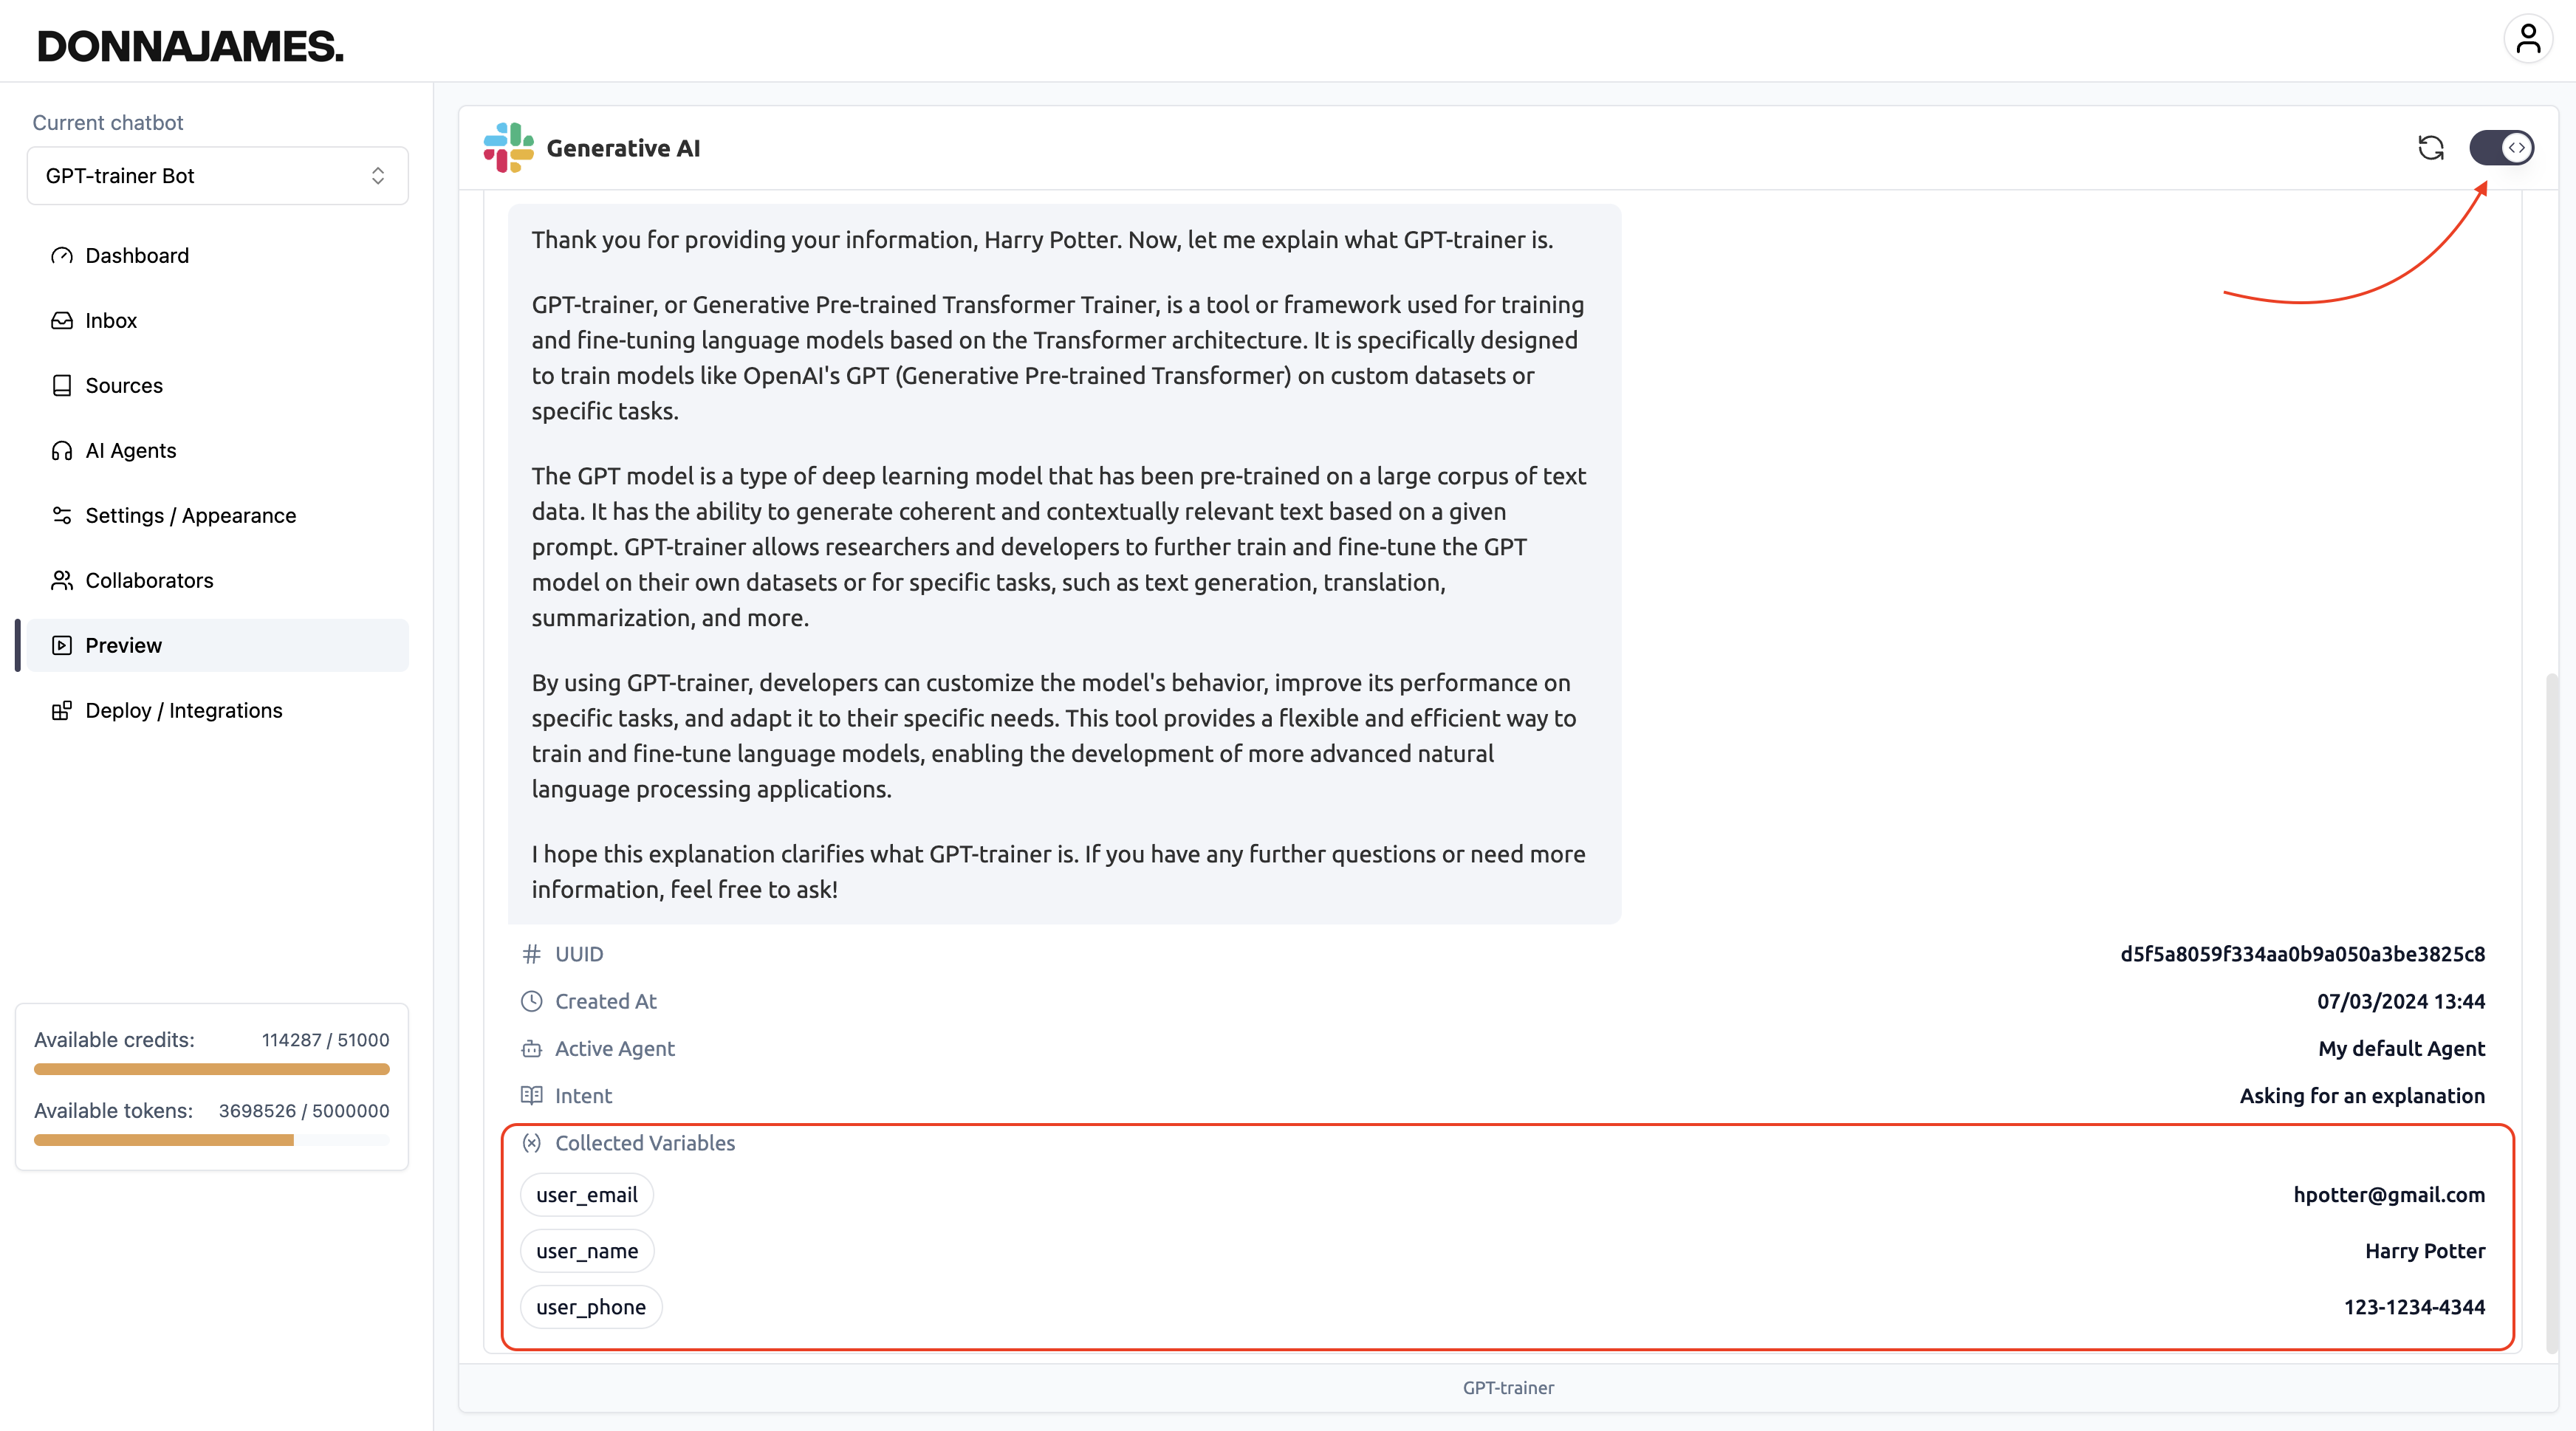 DONNAJAMES.
Current chatbot
GPT-trainer Bot
Dashboard
Inbox
Sources
AI Agents
Settings / Appearance
Collaborators
Preview
Deploy / Integrations
Available credits: 114287 / 51000
Available tokens: 3698526 / 5000000
Generative AI
Thank you for providing your information, Harry Potter. Now, let me explain what GPT-trainer is.
GPT-trainer, or Generative Pre-trained Transformer Trainer, is a tool or framework used for training
and fine-tuning language models based on the Transformer architecture. It is specifically designed
to train models like OpenAI's GPT (Generative Pre-trained Transformer) on custom datasets or
specific tasks.
The GPT model is a type of deep learning model that has been pre-trained on a large corpus of text
data. It has the ability to generate coherent and contextually relevant text based on a given
prompt. GPT-trainer allows researchers and developers to further train and fine-tune the GPT
model on their own datasets or for specific tasks, such as text generation, translation,
summarization, and more.
By using GPT-trainer, developers can customize the model's behavior, improve its performance on
specific tasks, and adapt it to their specific needs. This tool provides a flexible and efficient way to
train and fine-tune language models, enabling the development of more advanced natural
language processing applications.
I hope this explanation clarifies what GPT-trainer is. If you have any further questions or need more
information, feel free to ask!
UUID d5f5a8059f334aa0b9a050a3be3825c8
Created At 07/03/2024 13:44
Active Agent My default Agent
Intent Asking for an explanation
Collected Variables
user_email hpotter@gmail.com
user_name Harry Potter
user_phone 123-1234-4344
GPT-trainer